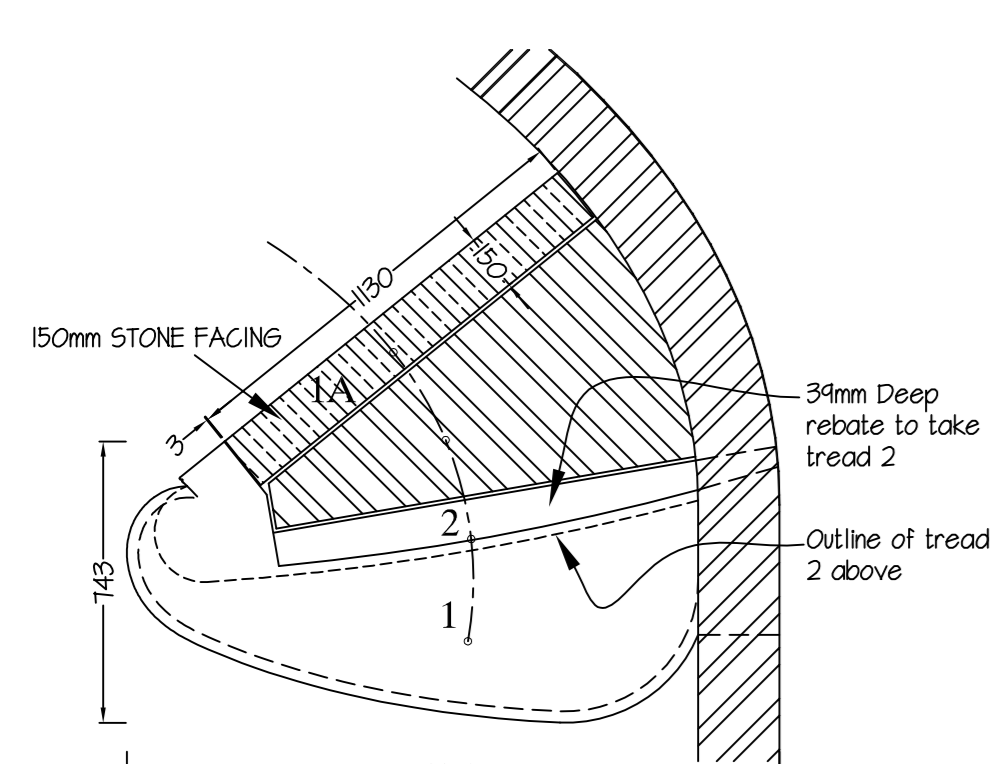 1130
150
150mm STONE FACING
1A
3
39mm Deep
rebate to take
tread 2
2
Outline of tread
2 above
743
1